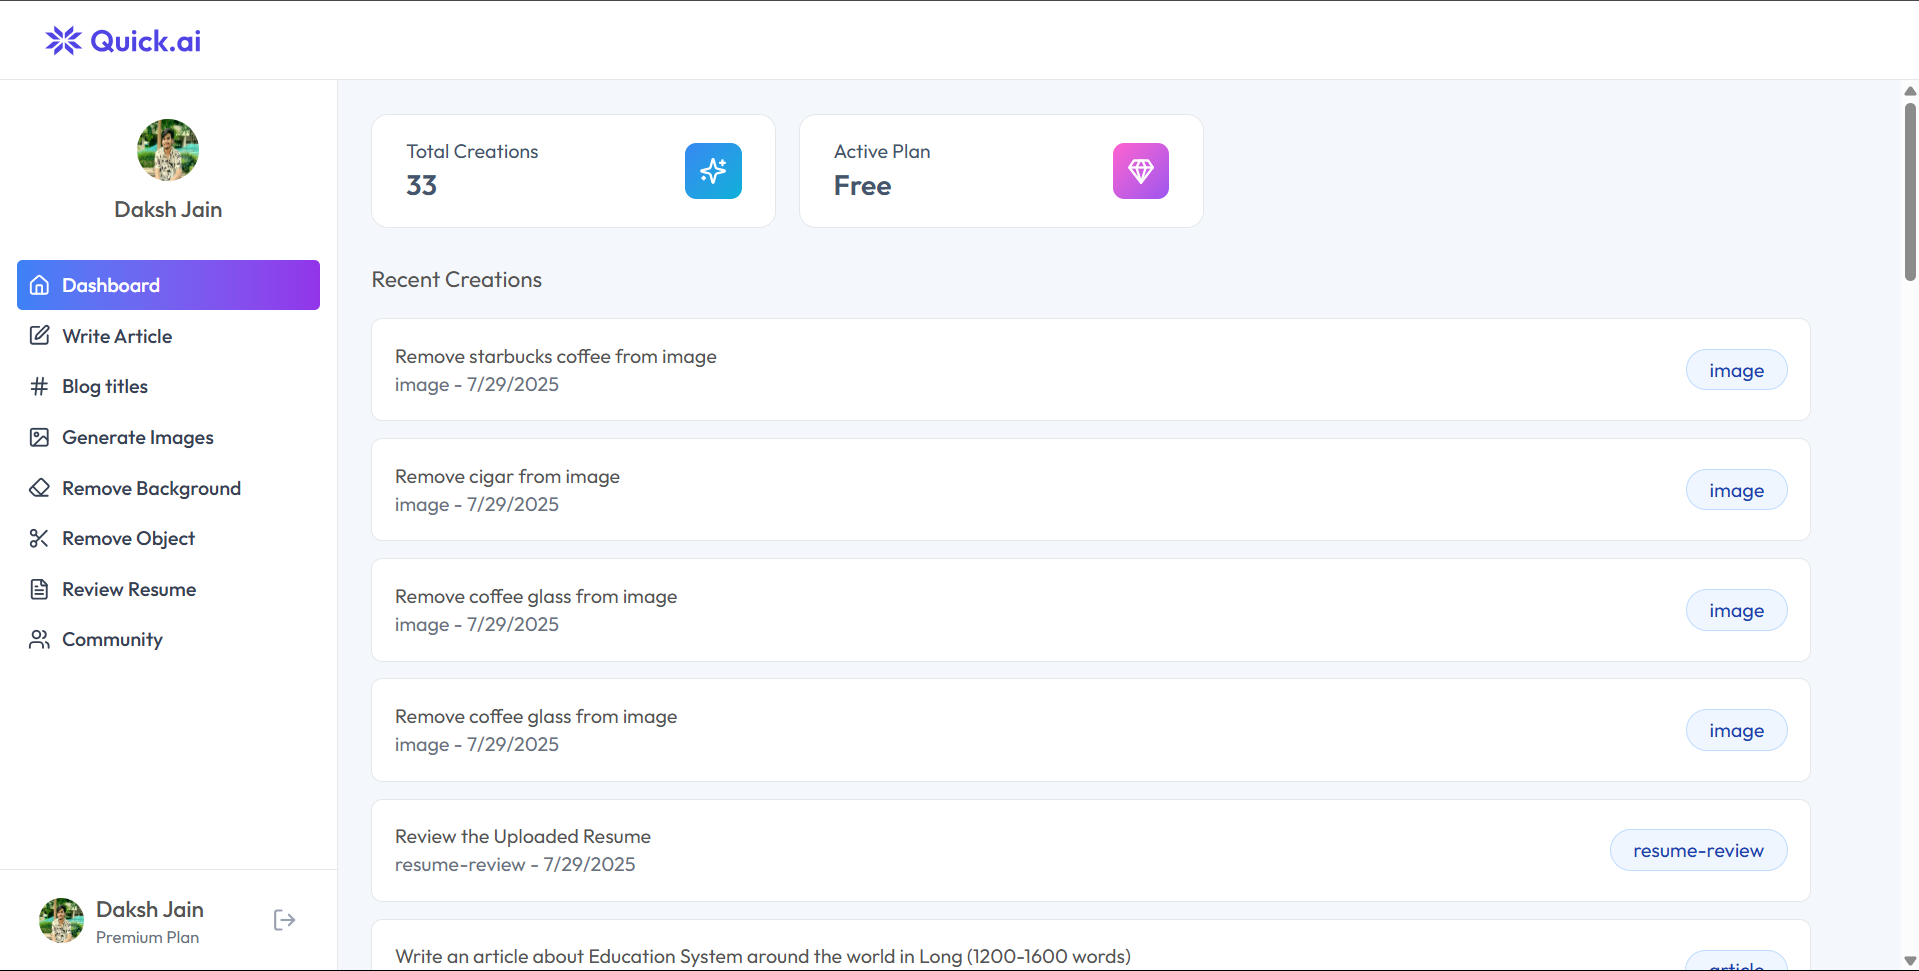 Quick.ai
Daksh Jain
Dashboard
Write Article
Blog titles
Generate Images
Remove Background
Remove Object
Review Resume
Community
Daksh Jain
Premium Plan
Total Creations
33
Active Plan
Free
Recent Creations
Remove starbucks coffee from image
image - 7/29/2025
image
Remove cigar from image
image - 7/29/2025
image
Remove coffee glass from image
image - 7/29/2025
image
Remove coffee glass from image
image - 7/29/2025
image
Review the Uploaded Resume
resume-review - 7/29/2025
resume-review
Write an article about Education System around the world in Long (1200-1600 words)
article